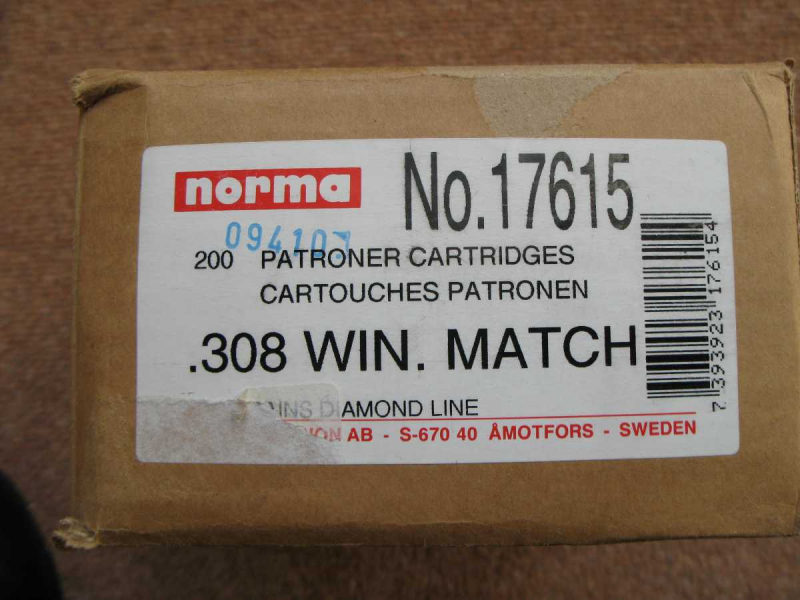 norma
No.17615
094103
200 PATRONER CARTRIDGES
CARTOUCHES PATRONEN
.308 WIN. MATCH
DIAMOND LINE
AB - S-670 40 ÅMOTFORS - SWEDEN
7 393923 176154